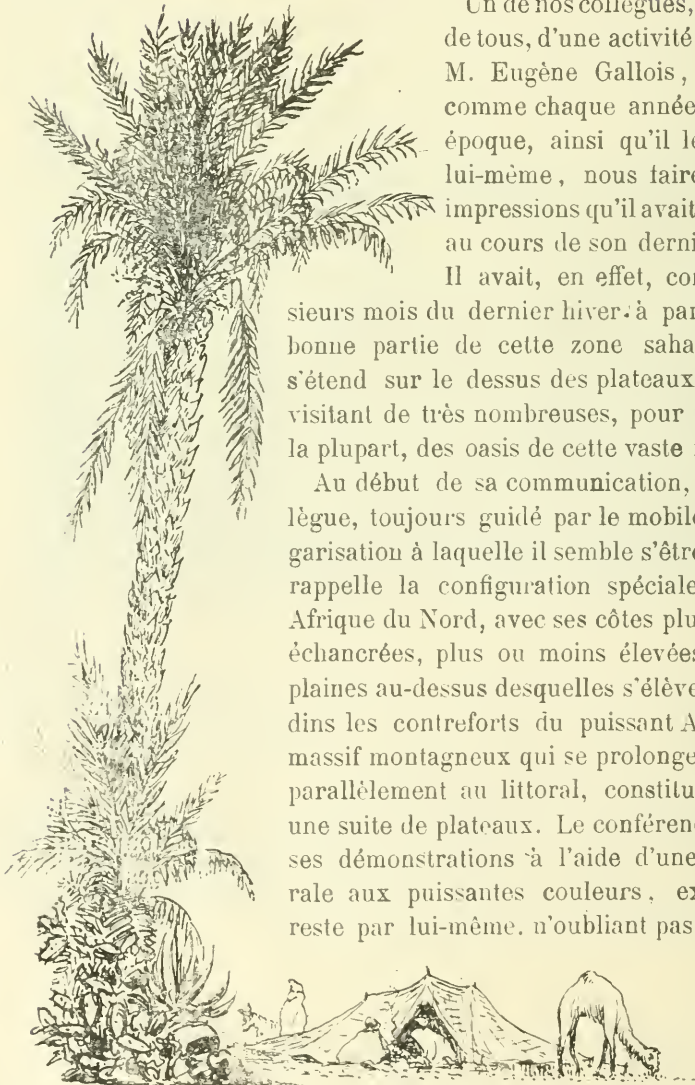 Un de nos collègues,
de tous, d'une activité
M. Eugène Gallois,
comme chaque année
époque, ainsi qu'il le
lui-mème, nous faire
impressions qu'il avait
au cours de son derni
Il avait, en effet, con
sieurs mois du dernier hiver. à par
bonne partie de cette zone saha
s'étend sur le dessus des plateaux
visitant de très nombreuses, pour
la plupart, des oasis de cette vaste
Au début de sa communication,
lègue, toujours guidé par le mobile
garisation à laquelle il semble s'être
rappelle la configuration spéciale
Afrique du Nord, avec ses côtes plu
échancrées, plus ou moins élevées
plaines au-dessus desquelles s'élève
dins les contreforts du puissant A
massif montagneux qui se prolonge
parallèlement au littoral, constitu
une suite de plateaux. Le conféren
ses démonstrations à l'aide d'une
rale aux puissantes couleurs, ex
reste par lui-même. n'oubliant pas